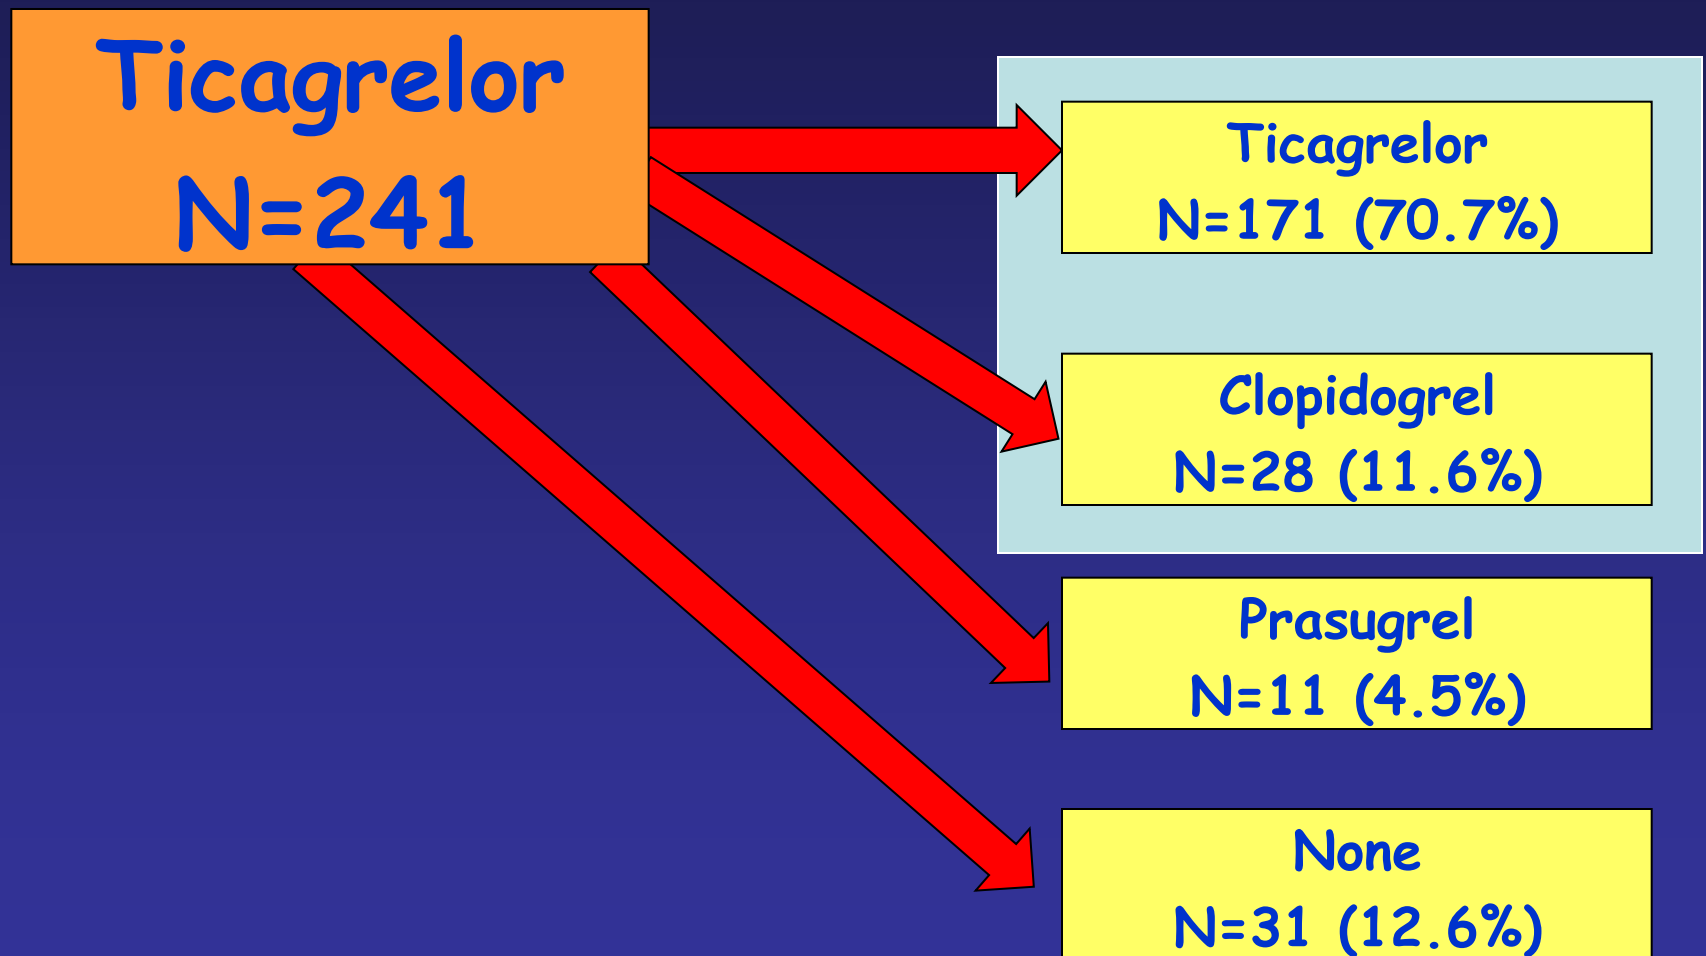 Ticagrelor
N=241
Ticagrelor
N=171 (70.7%)
Clopidogrel
N=28 (11.6%)
Prasugrel
N=11 (4.5%)
None
N=31 (12.6%)